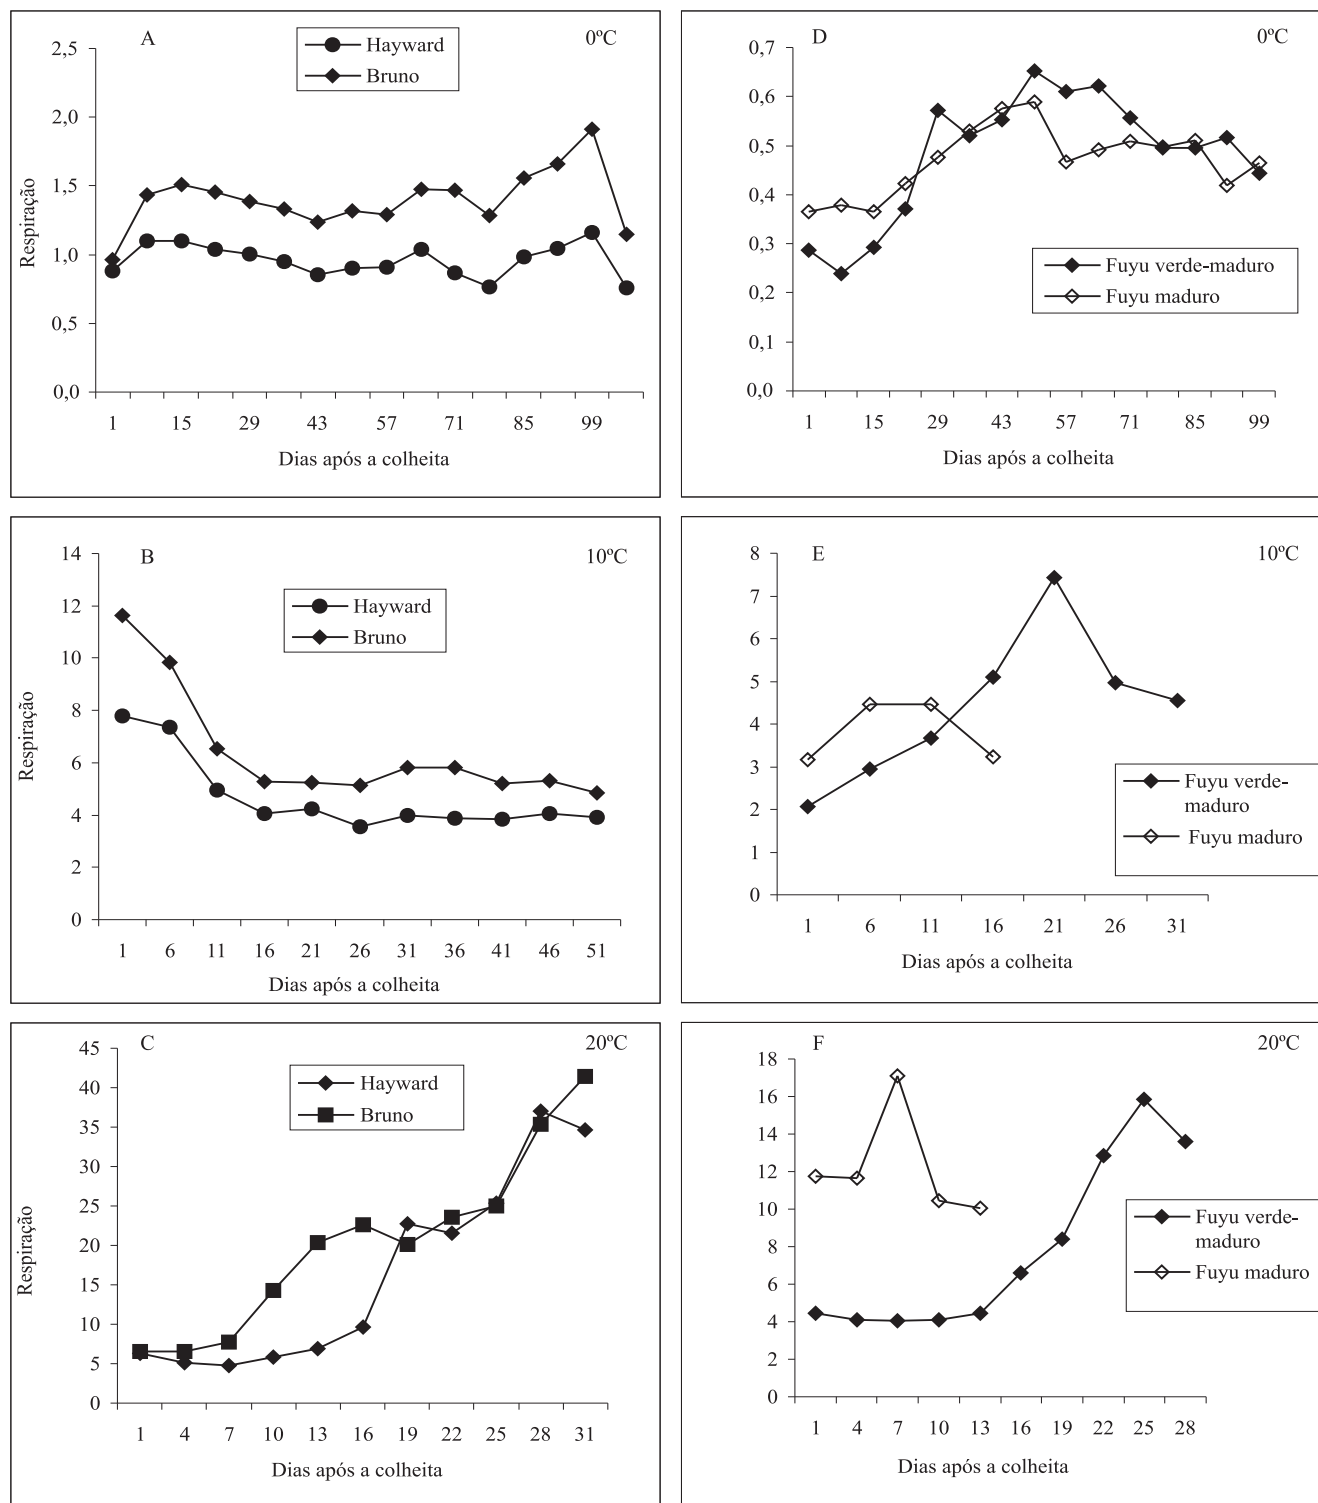 A
0ºC
Hayward
Bruno
2,5
2,0
1,5
1,0
0,5
0,0
Respiração
1 15 29 43 57 71 85 99
Dias após a colheita
D
0ºC
0,7
0,6
0,5
0,4
0,3
0,2
0,1
0,0
Fuyu verde-maduro
Fuyu maduro
1 15 29 43 57 71 85 99
Dias após a colheita
B
10ºC
Hayward
Bruno
14
12
10
8
6
4
2
0
Respiração
1 6 11 16 21 26 31 36 41 46 51
Dias após a colheita
E
10ºC
8
7
6
5
4
3
2
1
0
Fuyu verde-
maduro
Fuyu maduro
1 6 11 16 21 26 31
Dias após a colheita
C
20ºC
Hayward
Bruno
45
40
35
30
25
20
15
10
5
0
Respiração
1 4 7 10 13 16 19 22 25 28 31
Dias após a colheita
F
20ºC
18
16
14
12
10
8
6
4
2
0
Fuyu verde-
maduro
Fuyu maduro
1 4 7 10 13 16 19 22 25 28
Dias após a colheita